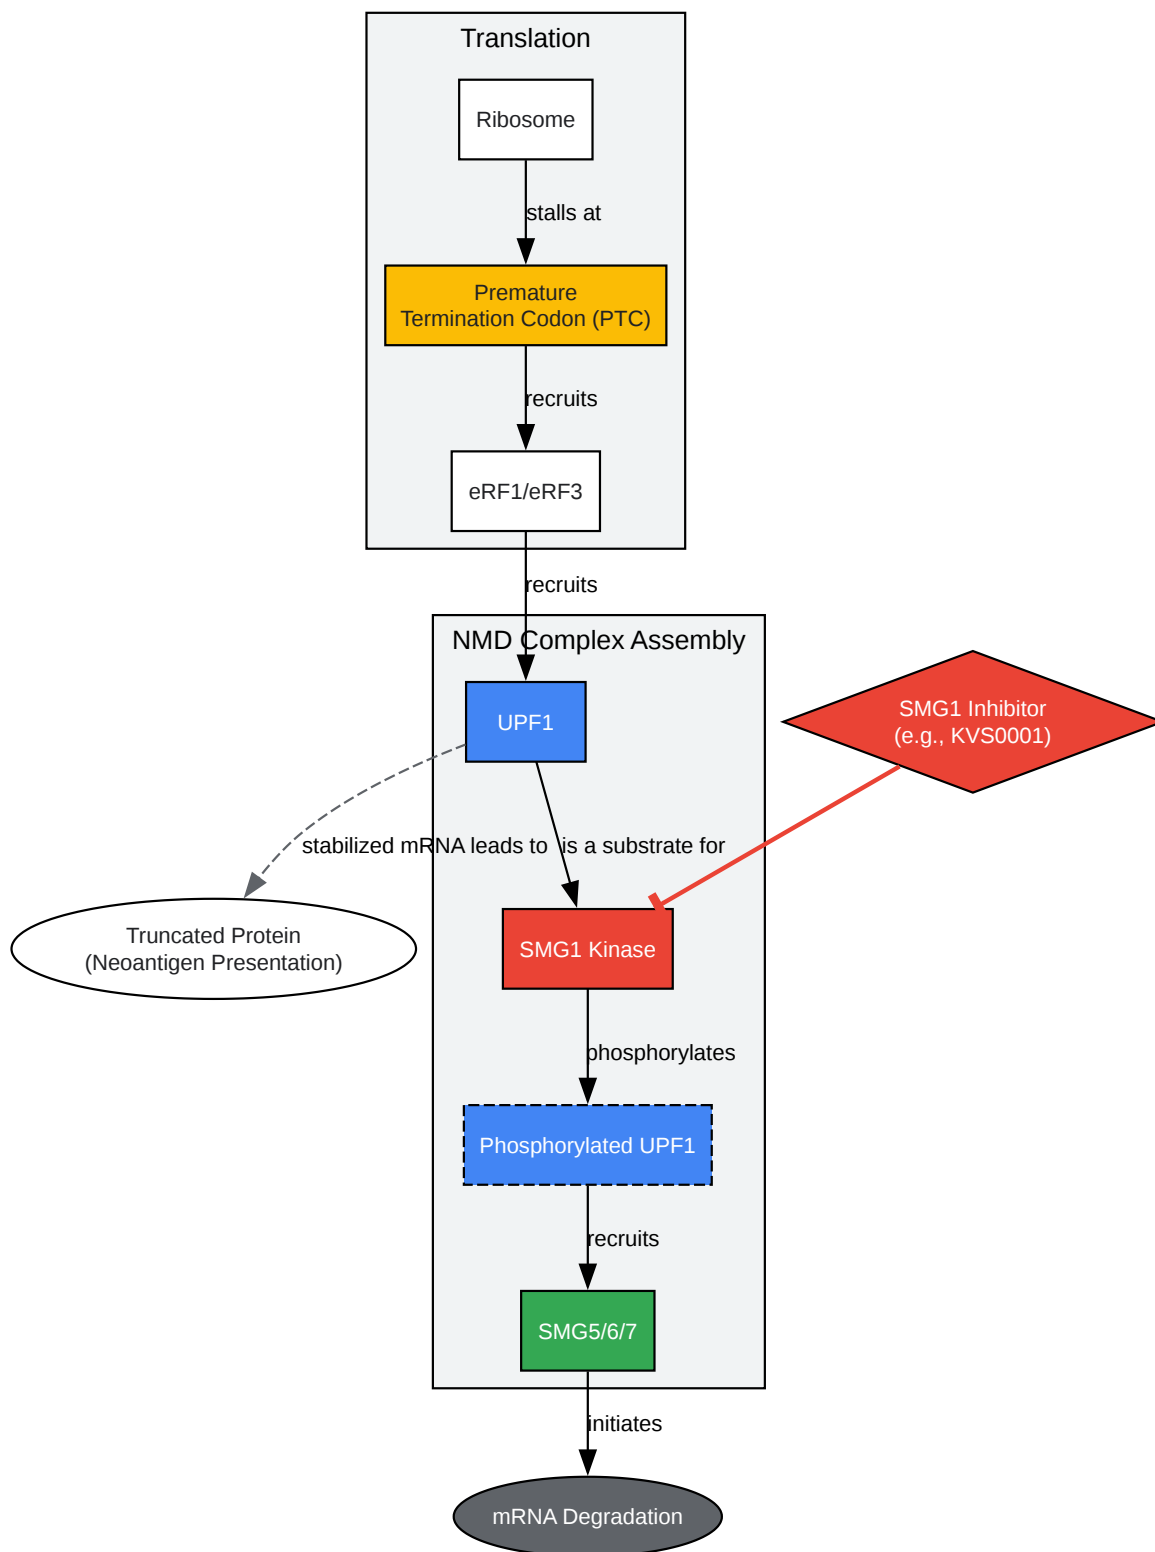 Translation
Ribosome
stalls at
Premature
Termination Codon (PTC)
recruits
eRF1/eRF3
recruits
NMD Complex Assembly
UPF1
SMG1 Inhibitor
(e.g., KVS0001)
stabilized mRNA leads to
is a substrate for
Truncated Protein
(Neoantigen Presentation)
SMG1 Kinase
phosphorylates
Phosphorylated UPF1
recruits
SMG5/6/7
initiates
mRNA Degradation